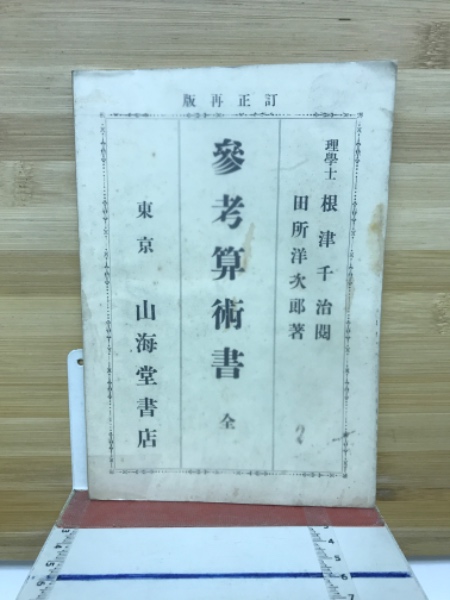 訂正再版
理學士 根津千治閲
田所洋次郎著
參考算術書 全
東京 山海堂書店